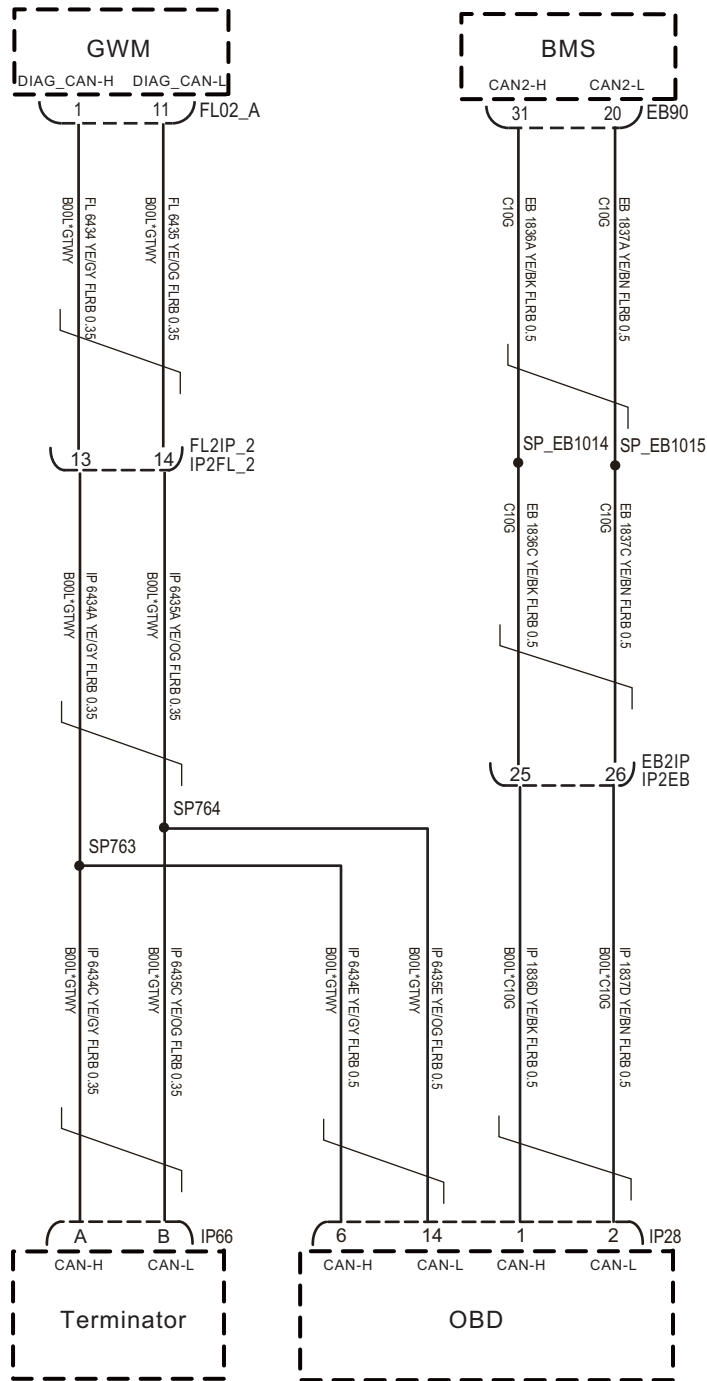 GWM
BMS
DIAG_CAN-H DIAG_CAN-L
CAN2-H CAN2-L
1 11 FL02_A
31 20 EB90
FL 6434 YE/GY FLRB 0.35
B00L*GTWY
FL 6435 YE/OG FLRB 0.35
B00L*GTWY
EB 1836A YE/BK FLRB 0.5
C10G
EB 1837A YE/BN FLRB 0.5
C10G
13 14 FL2IP_2
IP2FL_2
SP_EB1014 SP_EB1015
IP 6434A YE/GY FLRB 0.35
B00L*GTWY
IP 6435A YE/OG FLRB 0.35
B00L*GTWY
EB 1836C YE/BK FLRB 0.5
C10G
EB 1837C YE/BN FLRB 0.5
C10G
25 26 EB2IP
IP2EB
SP764
SP763
IP 6434C YE/GY FLRB 0.35
B00L*GTWY
IP 6435C YE/OG FLRB 0.35
B00L*GTWY
IP 6434E YE/GY FLRB 0.5
B00L*GTWY
IP 6435E YE/OG FLRB 0.5
B00L*GTWY
IP 1836D YE/BK FLRB 0.5
B00L*C10G
IP 1837D YE/BN FLRB 0.5
B00L*C10G
A B IP66
6 14 1 2 IP28
CAN-H CAN-L
CAN-H CAN-L CAN-H CAN-L
Terminator
OBD